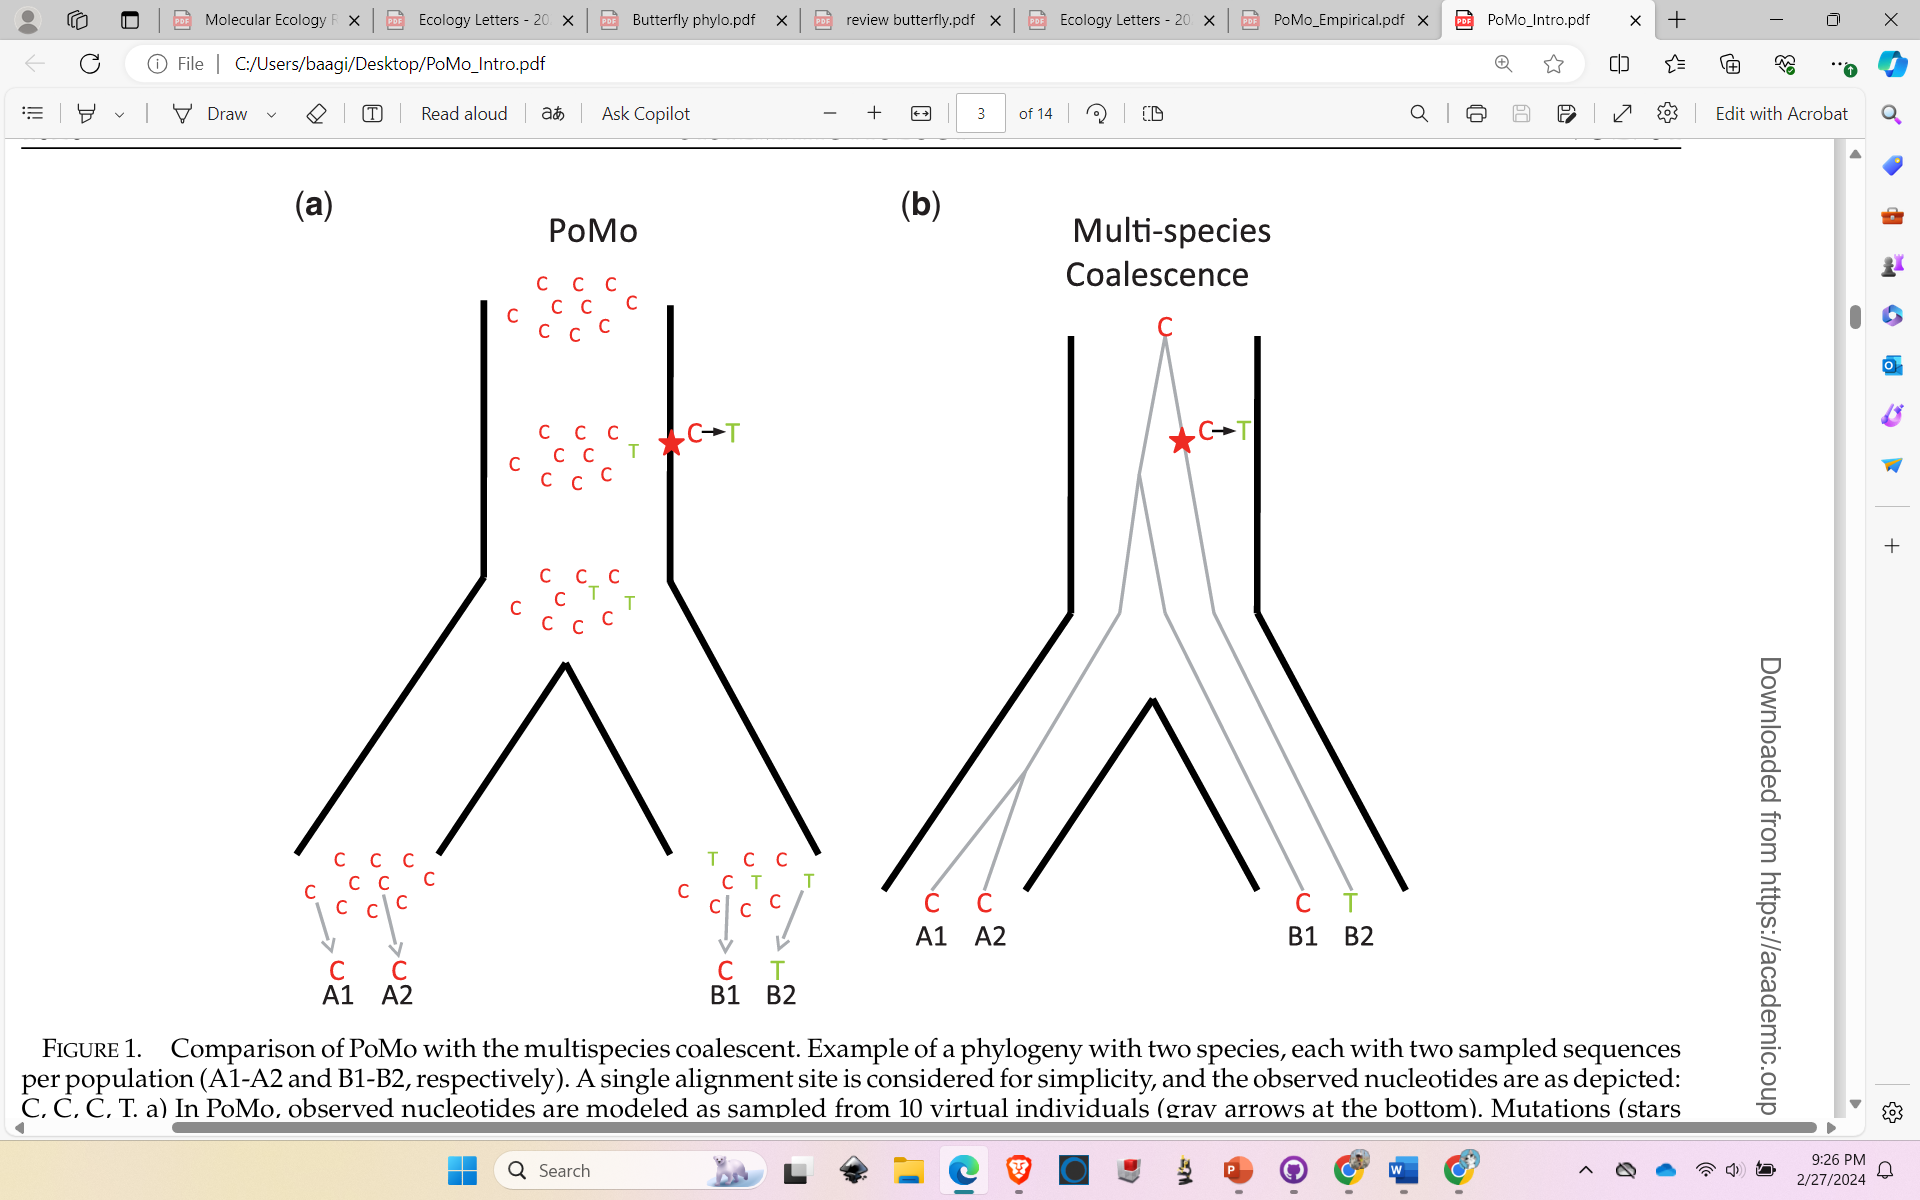 Molecular Ecology R
Ecology Letters - 20
Butterfly phylo.pdf
review butterfly.pdf
Ecology Letters - 20
PoMo_Empirical.pdf
PoMo_Intro.pdf
File
C:/Users/baagi/Desktop/PoMo_Intro.pdf
Draw
Read aloud
aあ
Ask Copilot
3
of 14
Edit with Acrobat
(a)
PoMo
C C C
C C C C
C C C
C→T
C C C
C C C T
C C C
C C C
C C T T
C C C
C C C
C C C C
C C C
T C C
C C T T
C C C
C C
A1 A2
C T
B1 B2
(b)
Multi-species
Coalescence
C
C→T
C C
A1 A2
C T
B1 B2
Downloaded from https://academic.oup
FIGURE 1. Comparison of PoMo with the multispecies coalescent. Example of a phylogeny with two species, each with two sampled sequences
per population (A1-A2 and B1-B2, respectively). A single alignment site is considered for simplicity, and the observed nucleotides are as depicted:
C, C, C, T. a) In PoMo, observed nucleotides are modeled as sampled from 10 virtual individuals (gray arrows at the bottom). Mutations (stars
Search
9:26 PM
2/27/2024